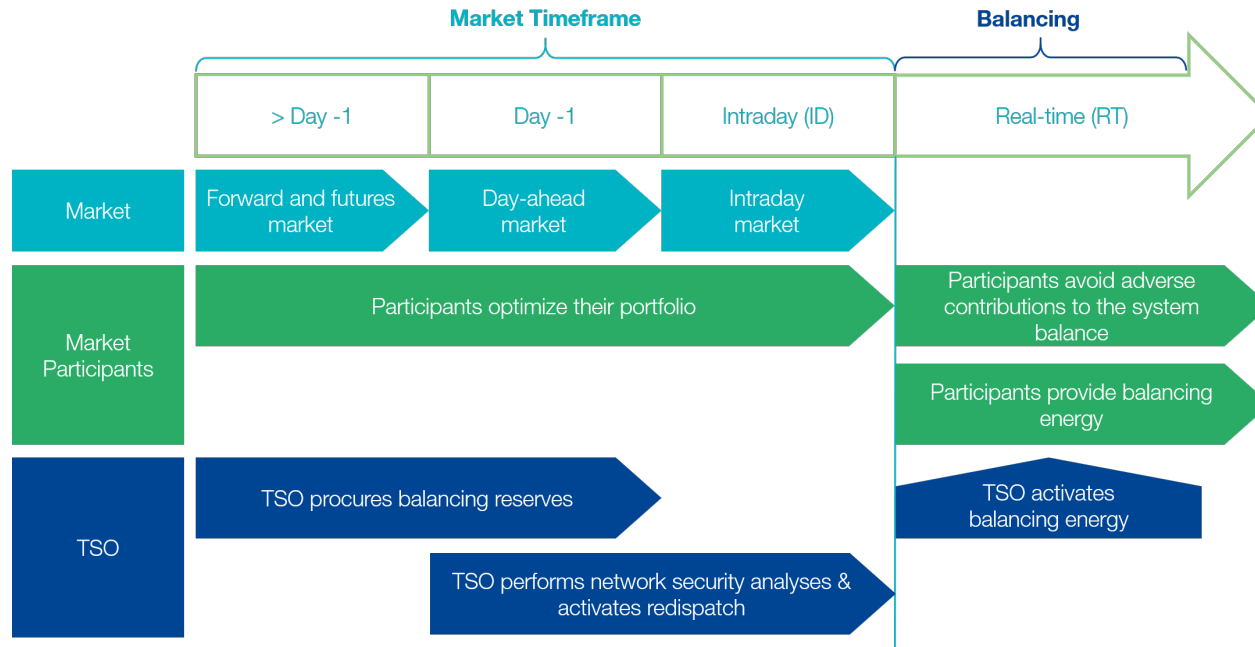 Market Timeframe
Balancing
> Day -1
Day -1
Intraday (ID)
Real-time (RT)
Market
Forward and futures
market
Day-ahead
market
Intraday
market
Market
Participants
Participants optimize their portfolio
Participants avoid adverse
contributions to the system
balance
Participants provide balancing
energy
TSO
TSO procures balancing reserves
TSO activates
balancing energy
TSO performs network security analyses &
activates redispatch